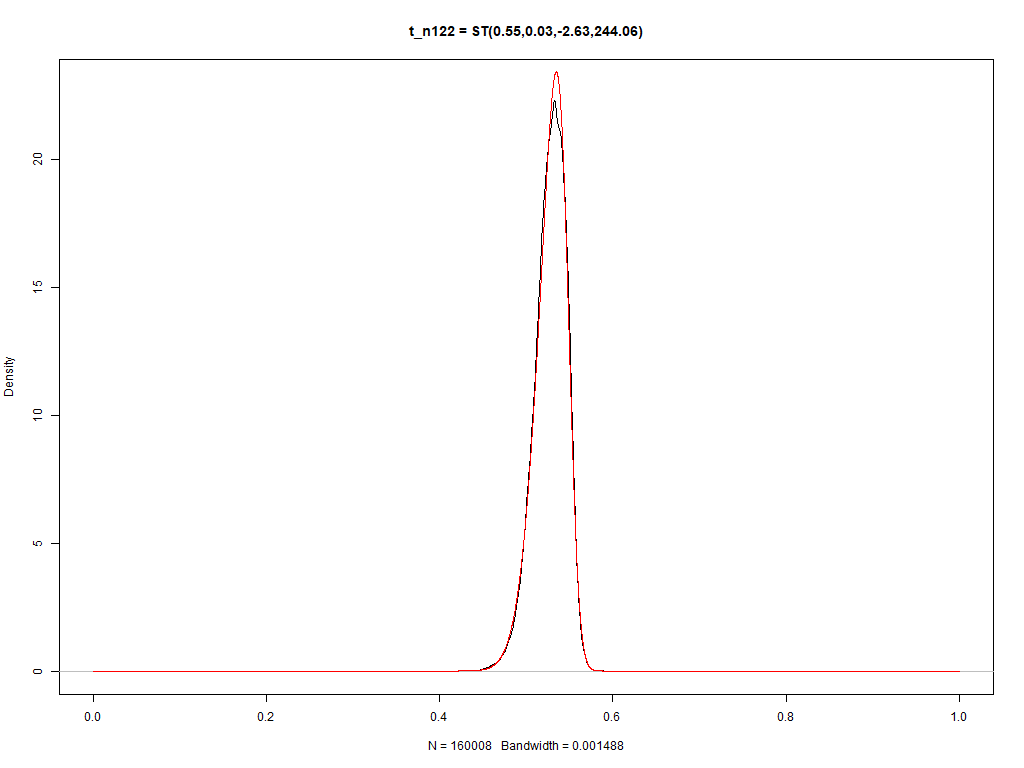 t_n122 = ST(0.55,0.03,-2.63,244.06)
Density
20
15
10
5
0
0.0 0.2 0.4 0.6 0.8 1.0
N = 160008 Bandwidth = 0.001488